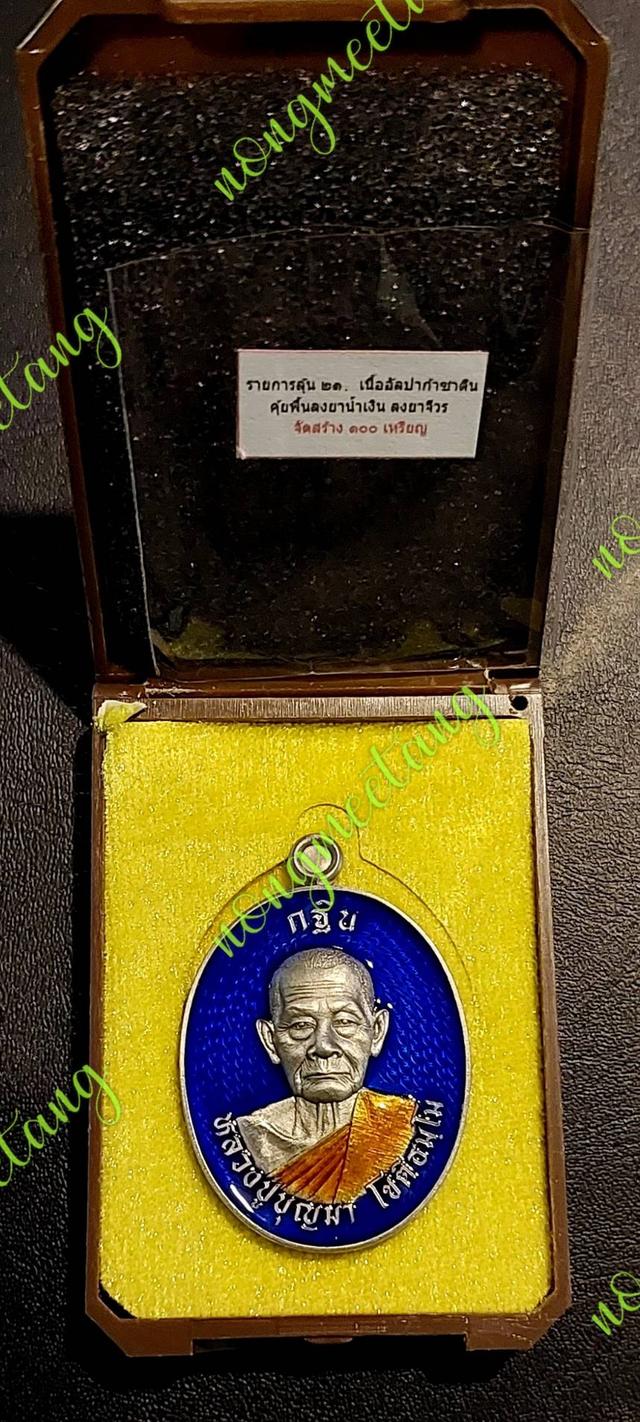 nongmeetang
รายการลุ้น ๒๑. เนื้ออัลปาก้าซาติน
คุ้ยพื้นลงยาน้ำเงิน ลงยาจีวร
จัดสร้าง ๑๐๐ เหรียญ
nongmeetang
กฐิน
หลวงปู่บุญมา โชติธมฺโม